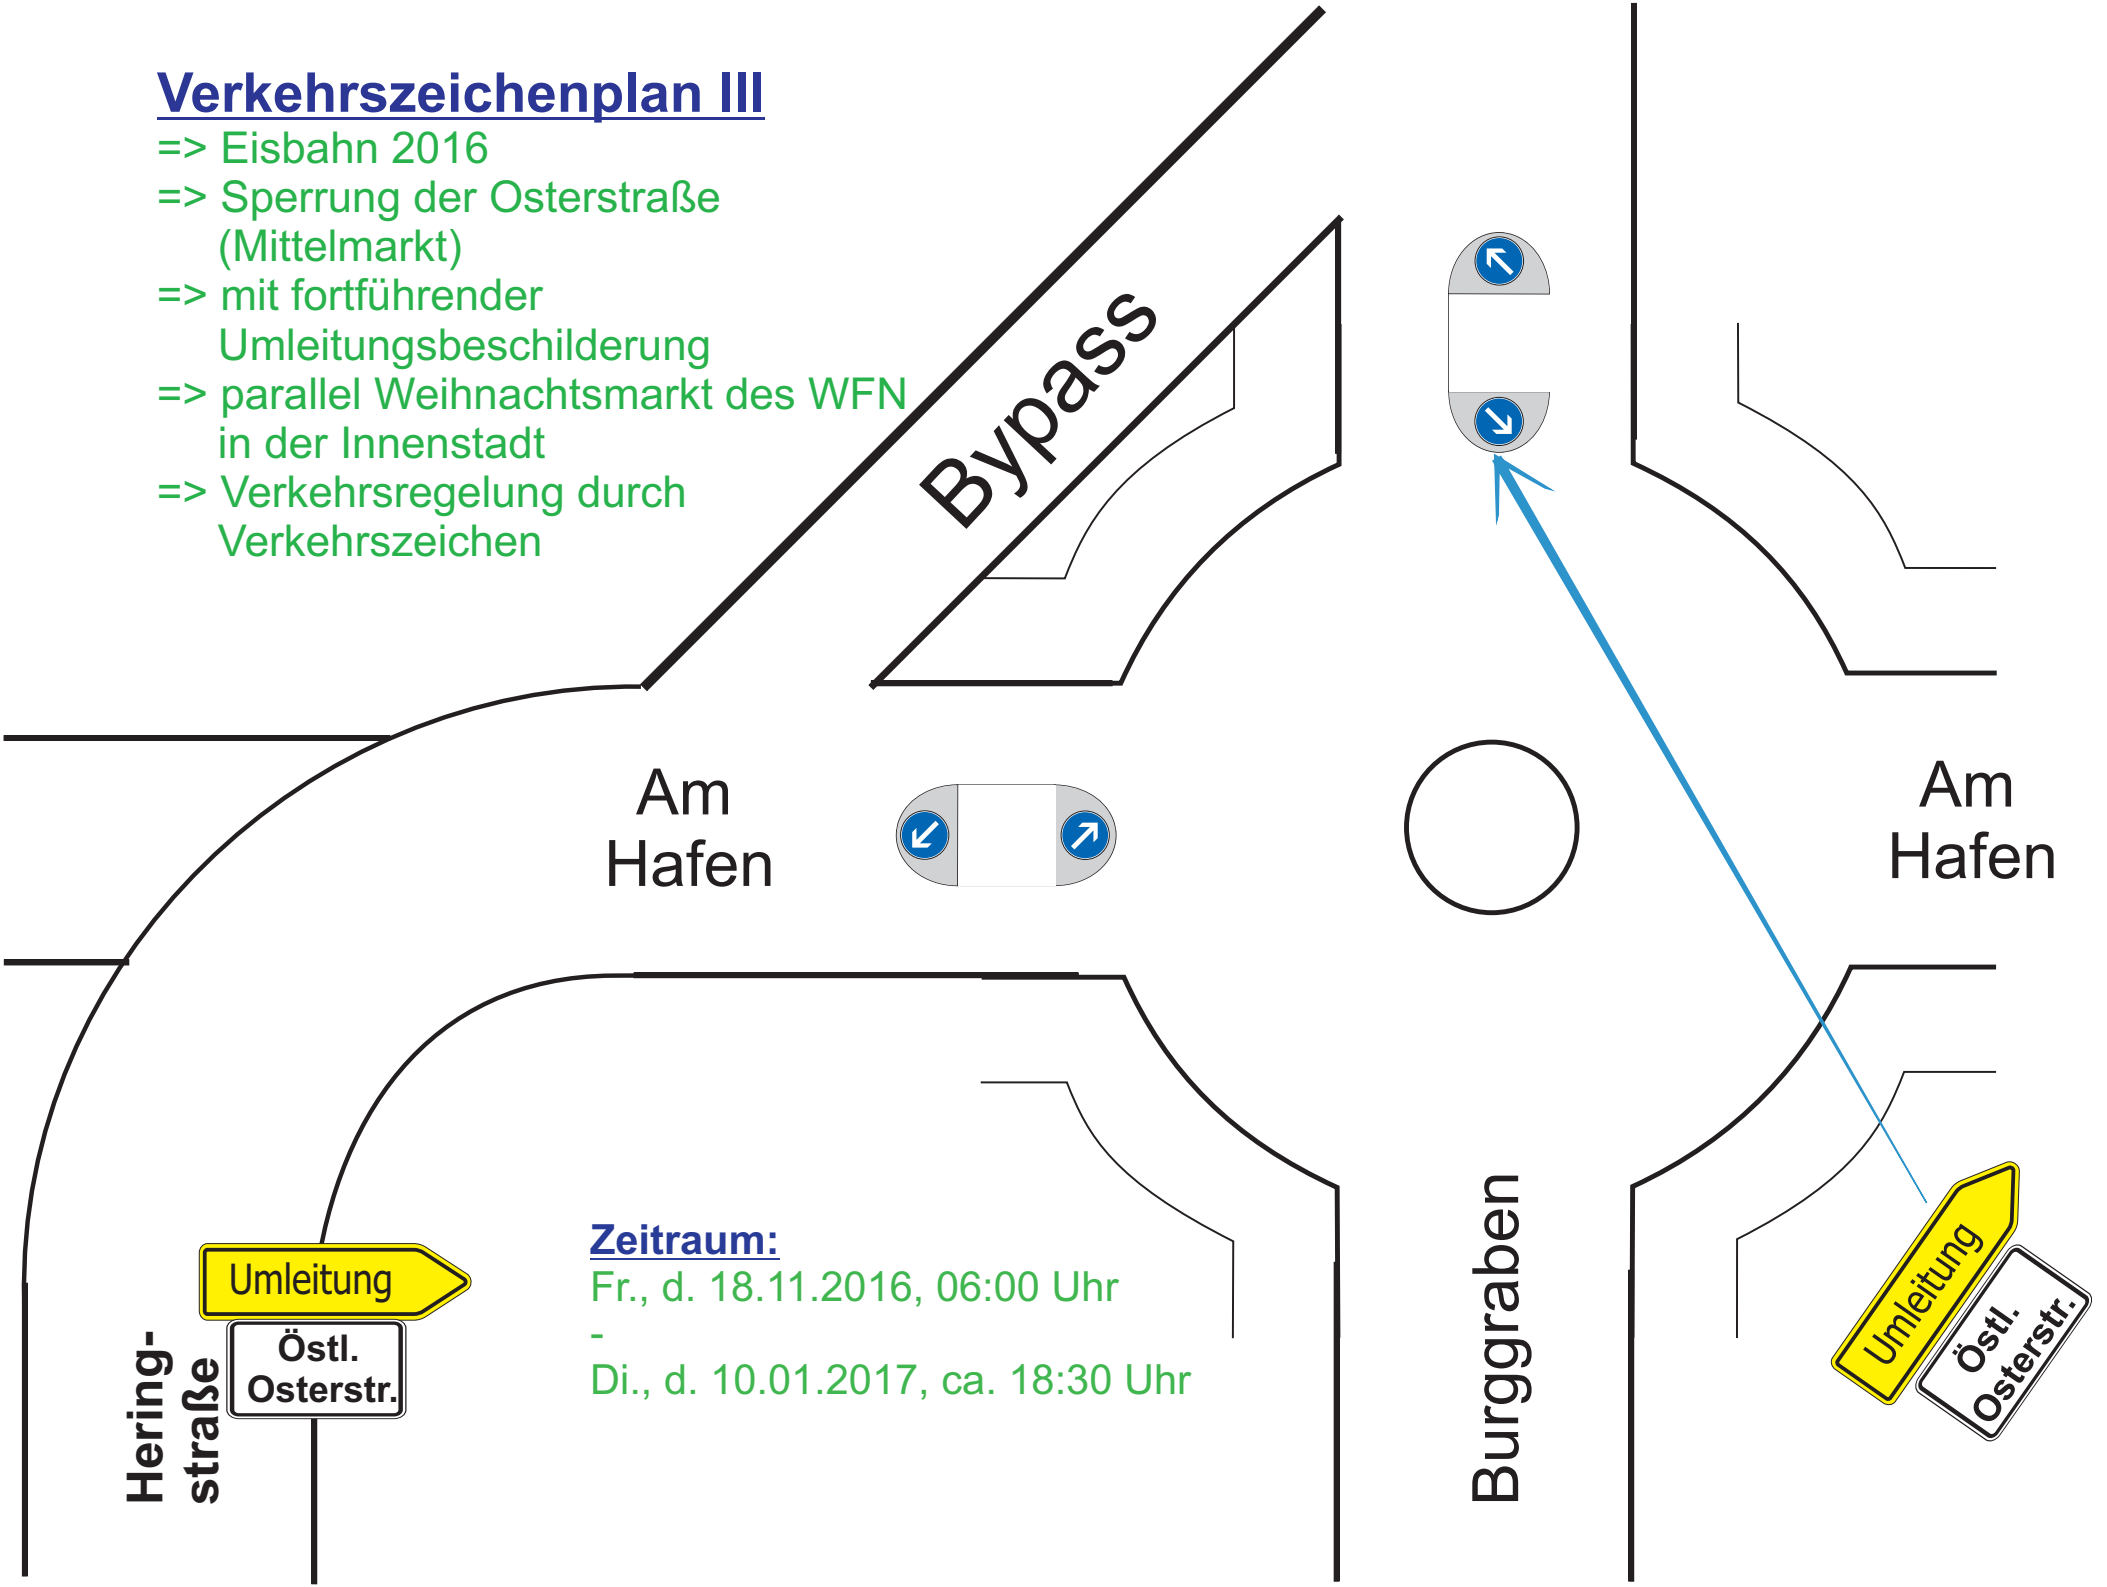 Verkehrszeichenplan III
=> Eisbahn 2016
=> Sperrung der Osterstraße
(Mittelmarkt)
=> mit fortführender
Umleitungsbeschilderung
=> parallel Weihnachtsmarkt des WFN
in der Innenstadt
=> Verkehrsregelung durch
Verkehrszeichen
Bypass
Am
Hafen
Am
Hafen
Hering-
straße
Umleitung
Östl.
Osterstr.
Zeitraum:
Fr., d. 18.11.2016, 06:00 Uhr
-
Di., d. 10.01.2017, ca. 18:30 Uhr
Burggraben
Umleitung
Östl.
Osterstr.